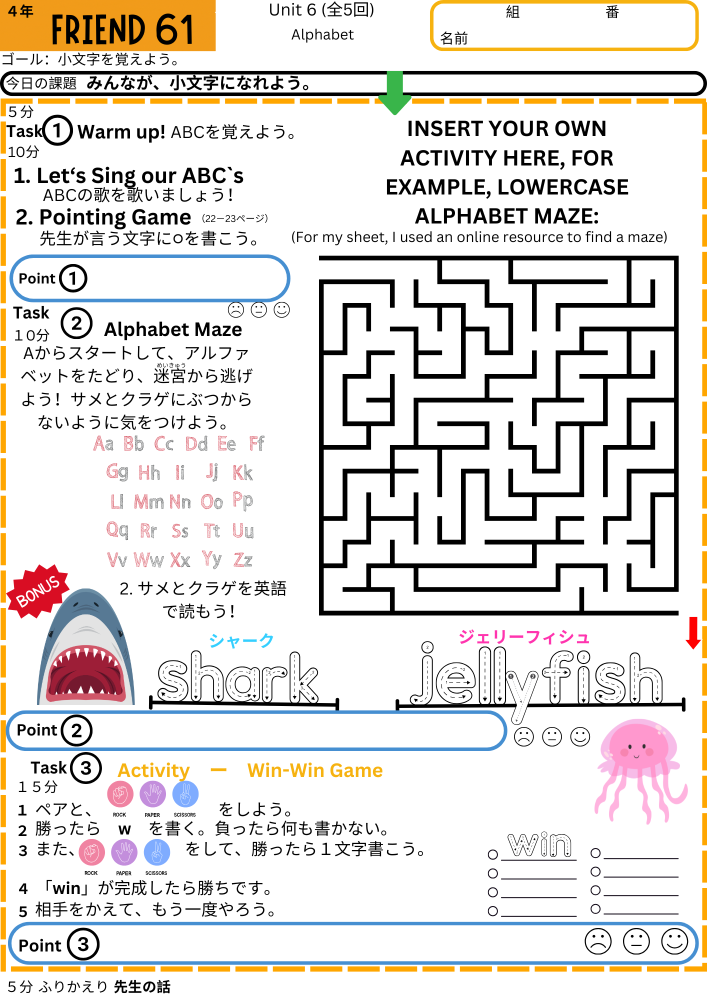 4年
FRIEND 61
Unit 6 (全5回)
Alphabet
組 番
名前
ゴール：小文字を覚えよう。
今日の課題 みんなが、小文字になれよう。
5分
Task 1 Warm up! ABCを覚えよう。
10分
1. Let‘s Sing our ABC`s
ABCの歌を歌いましょう！
2. Pointing Game （22－23ページ）
先生が言う文字に○を書こう。
Point 1
INSERT YOUR OWN
ACTIVITY HERE, FOR
EXAMPLE, LOWERCASE
ALPHABET MAZE:
(For my sheet, I used an online resource to find a maze)
Task 2 Alphabet Maze
１０分
Aからスタートして、アルファ
ベットをたどり、迷宮から逃げ
めいきゅう
よう！サメとクラゲにぶつから
ないように気をつけよう。
Aa Bb Cc Dd Ee Ff
Gg Hh Ii Jj Kk
Ll Mm Nn Oo Pp
Qq Rr Ss Tt Uu
Vv Ww Xx Yy Zz
BONUS
2. サメとクラゲを英語
で読もう！
シャーク
shark
ジェリーフィシュ
jellyfish
Point 2
Task 3 Activity ー Win-Win Game
１５分
1 ペアと、 ROCK PAPER SCISSORS をしよう。
2 勝ったら w を書く。負ったら何も書かない。
3 また、 ROCK PAPER SCISSORS をして、勝ったら１文字書こう。
4 「win」が完成したら勝ちです。
5 相手をかえて、もう一度やろう。
win
Point 3
５分 ふりかえり 先生の話